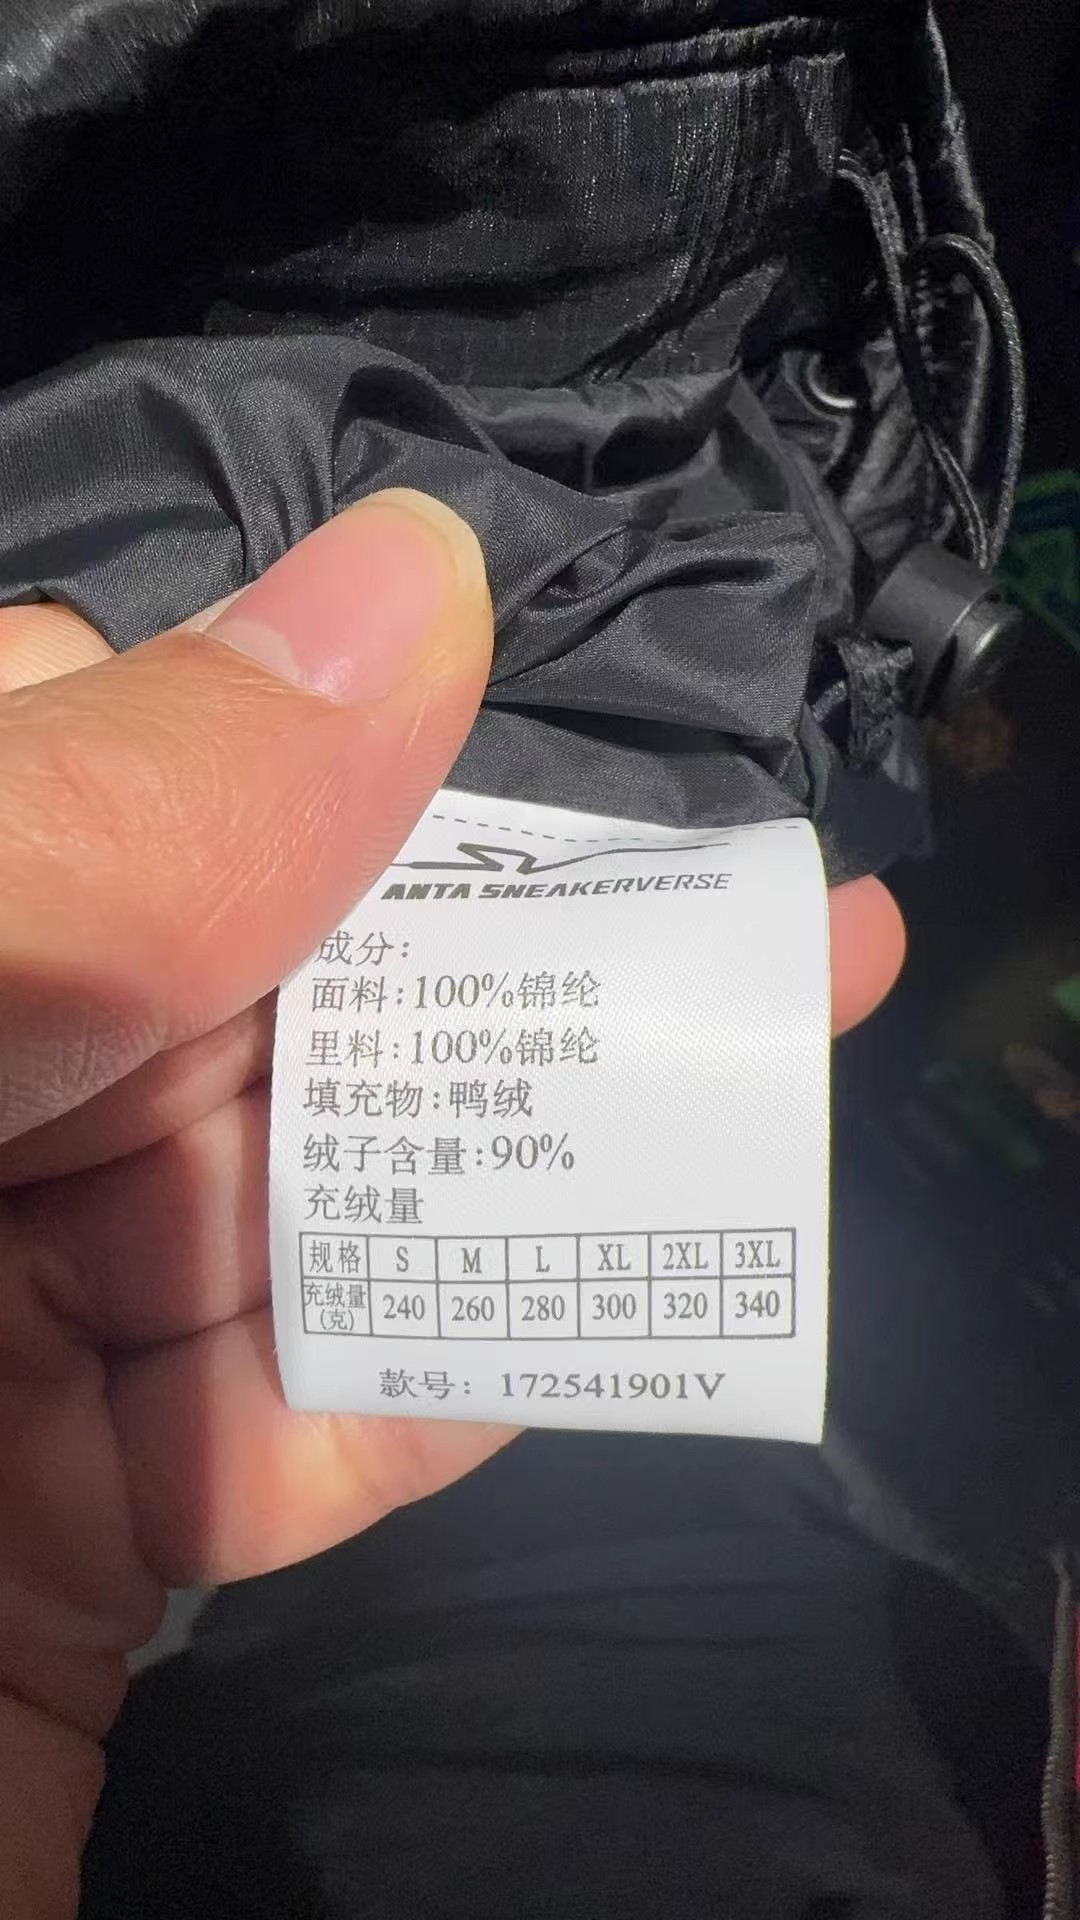 ANTA SNEAKERVERSE
成分:
面料:100%锦纶
里料:100%锦纶
填充物:鸭绒
绒子含量:90%
充绒量
规格 S M L XL 2XL 3XL
充绒量(克) 240 260 280 300 320 340
款号: 172541901V